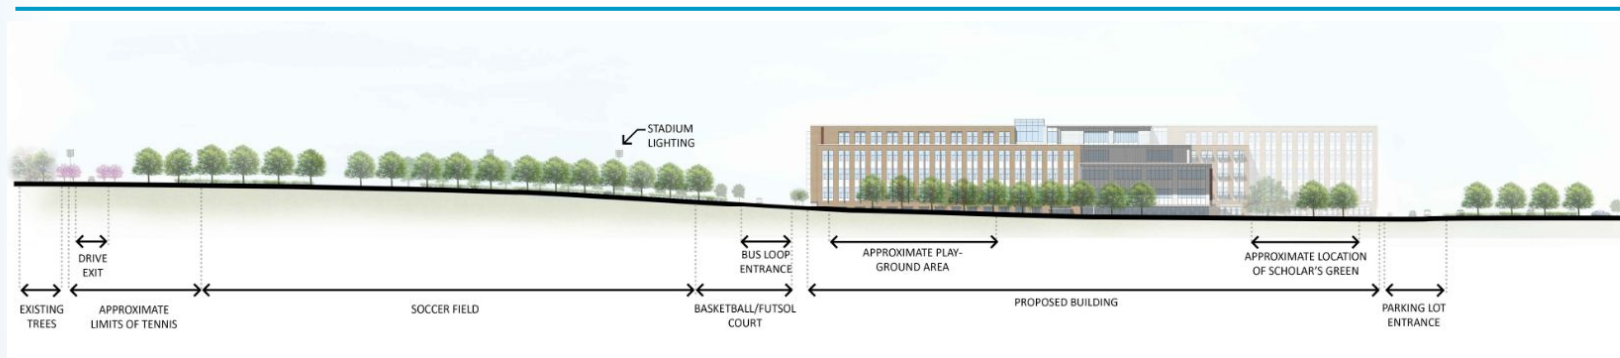 STADIUM
LIGHTING
DRIVE
EXIT
BUS LOOP
ENTRANCE
APPROXIMATE PLAY-
GROUND AREA
APPROXIMATE LOCATION
OF SCHOLAR'S GREEN
EXISTING
TREES
APPROXIMATE
LIMITS OF TENNIS
SOCCER FIELD
BASKETBALL/FUTSOL
COURT
PROPOSED BUILDING
PARKING LOT
ENTRANCE